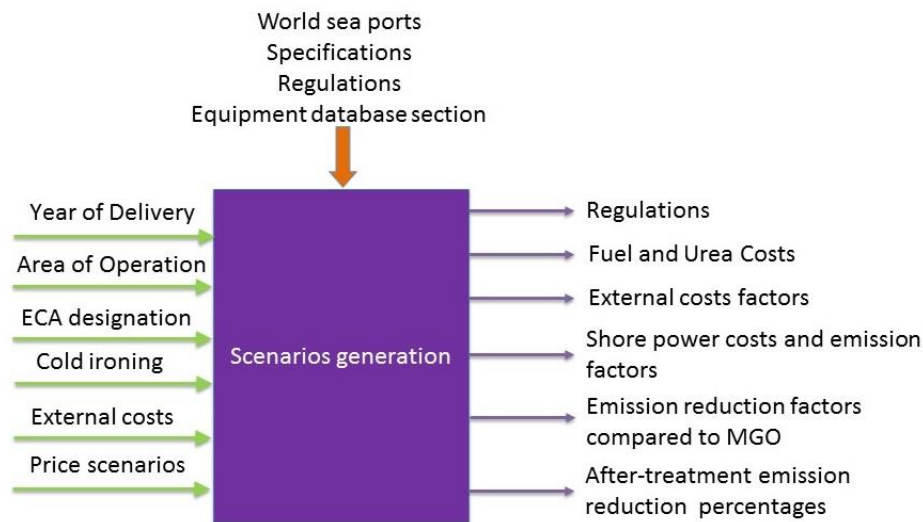 World sea ports
Specifications
Regulations
Equipment database section
Year of Delivery
Area of Operation
ECA designation
Cold ironing
External costs
Price scenarios
Scenarios generation
Regulations
Fuel and Urea Costs
External costs factors
Shore power costs and emission
factors
Emission reduction factors
compared to MGO
After-treatment emission
reduction percentages